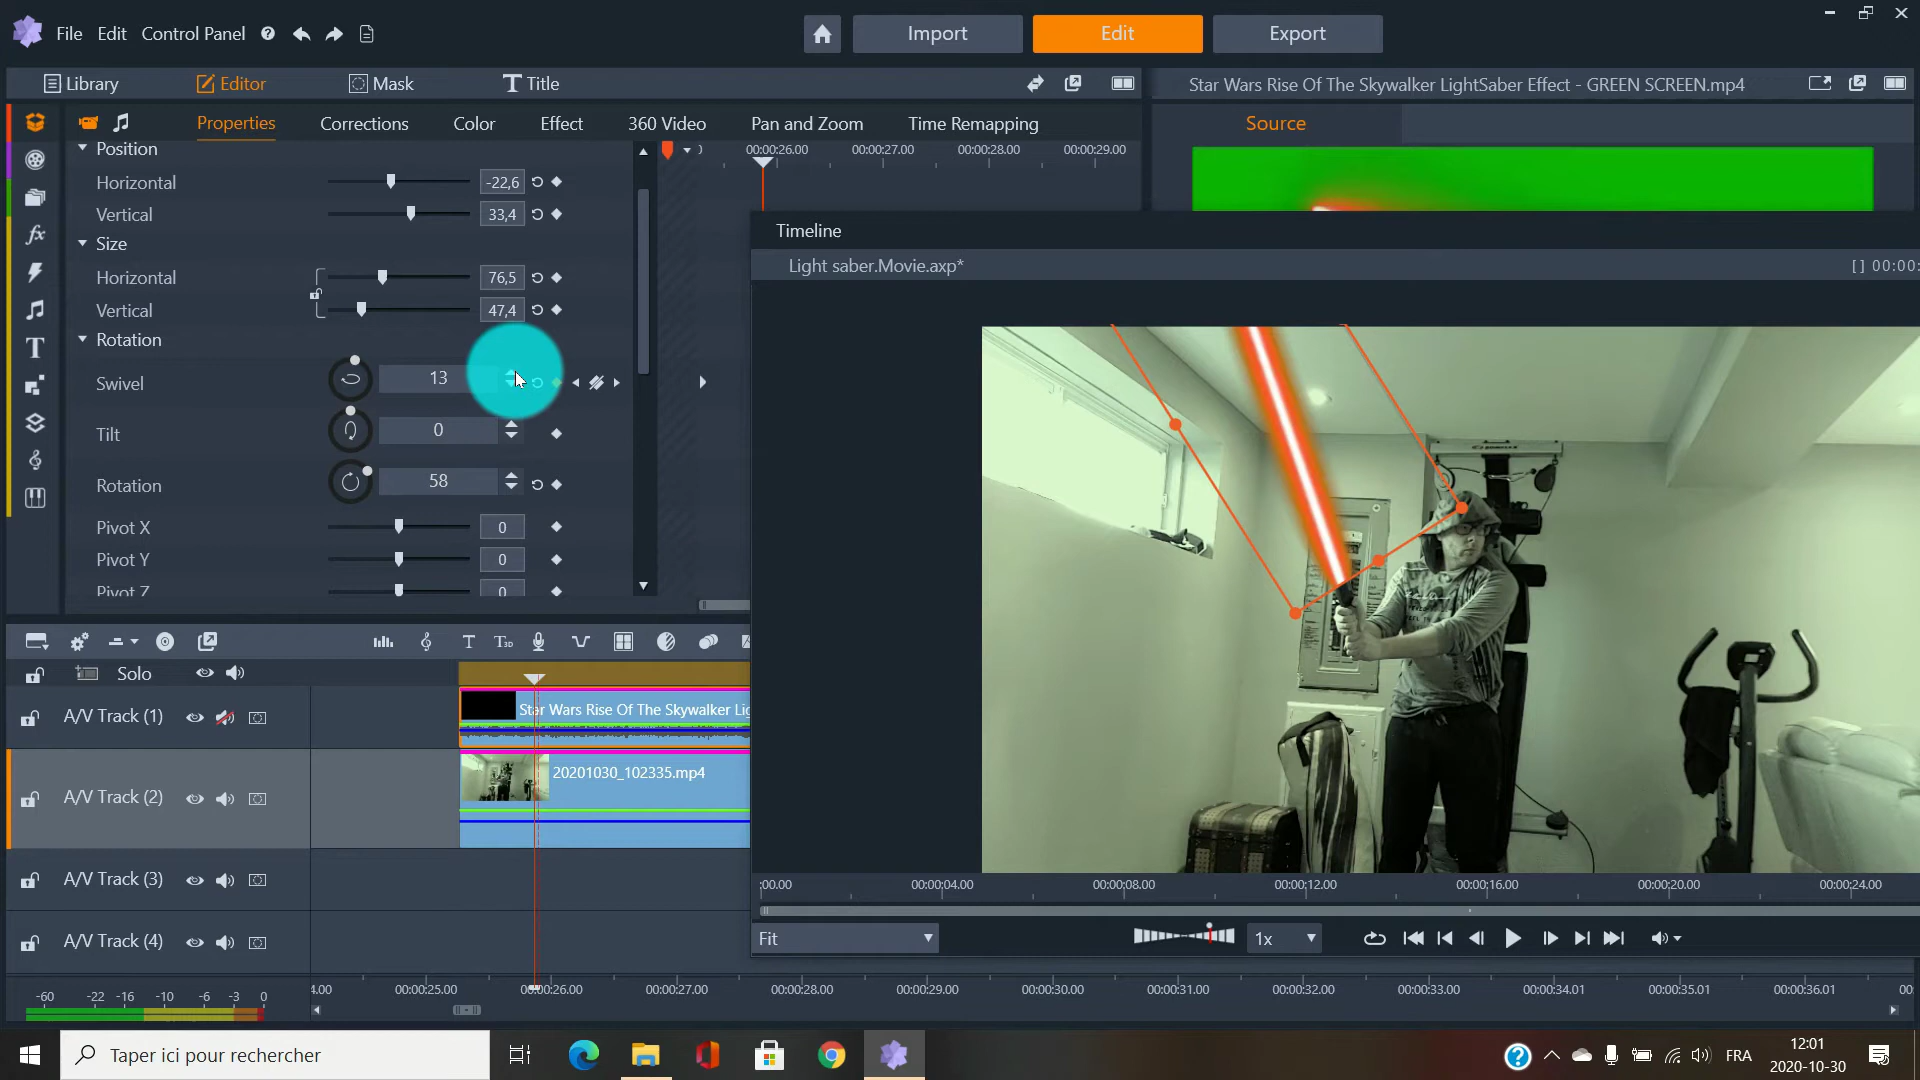 File Edit Control Panel
Import Edit Export
Library Editor Mask Title
Star Wars Rise Of The Skywalker LightSaber Effect - GREEN SCREEN.mp4
Properties Corrections Color Effect 360 Video Pan and Zoom Time Remapping
Source
Position
00:00:26.00 00:00:27.00 00:00:28.00 00:00:29.00
Horizontal -22,6
Vertical 33,4
Timeline
Size
Light saber.Movie.axp* [] 00:00:
Horizontal 76,5
Vertical 47,4
Rotation
Swivel 13
Tilt 0
Rotation 58
Pivot X 0
Pivot Y 0
Pivot Z 0
Solo
A/V Track (1)
Star Wars Rise Of The Skywalker Lig
A/V Track (2)
20201030_102335.mp4
A/V Track (3)
:00.00 00:00:04.00 00:00:08.00 00:00:12.00 00:00:16.00 00:00:20.00 00:00:24.00
A/V Track (4)
Fit 1x
-60 -22 -16 -10 -6 -3 0
4.00 00:00:25.00 00:00:26.00 00:00:27.00 00:00:28.00 00:00:29.00 00:00:30.00 00:00:31.00 00:00:32.00 00:00:33.00 00:00:34.01 00:00:35.01 00:00:36.01 00:
Taper ici pour rechercher
FRA
12:01
2020-10-30